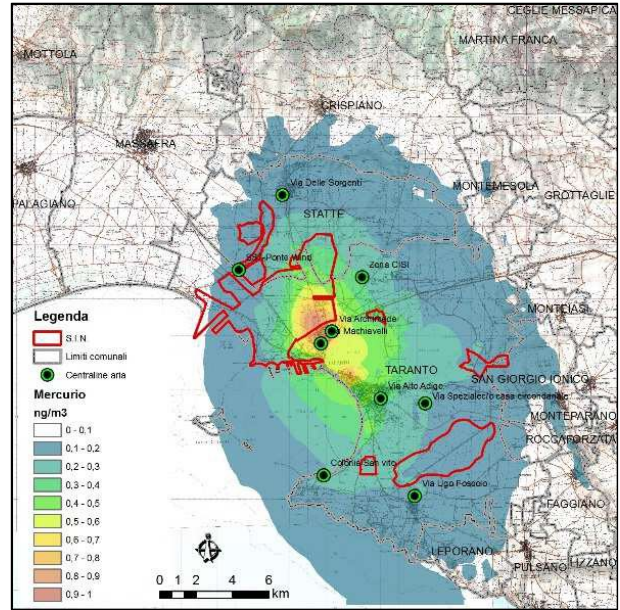 CEGLIE MESSAPICA
MARTINA FRANCA
MOTTOLA
CRISPIANO
MASSAFRA
MONTEMESOLA
GROTTAGLIE
PALAGIANO
Via Delle Sorgenti
STATTE
Zona CISI
MONTEIASI
Via Archimede
Machiavelli
TARANTO
SAN GIORGIO IONICO
Via Alto Adige
MONTEPARANO
ROCCAFORZATA
Colonie San vito
Via Ugo Foscolo
FAGGIANO
LEPORANO
PULSANO
LIZZANO
Legenda
S.I.N.
Limiti comunali
Centraline aria
Mercurio
ng/m3
0 - 0,1
0,1 - 0,2
0,2 - 0,3
0,3 - 0,4
0,4 - 0,5
0,5 - 0,6
0,6 - 0,7
0,7 - 0,8
0,8 - 0,9
0,9 - 1
0 1 2 4 6
km